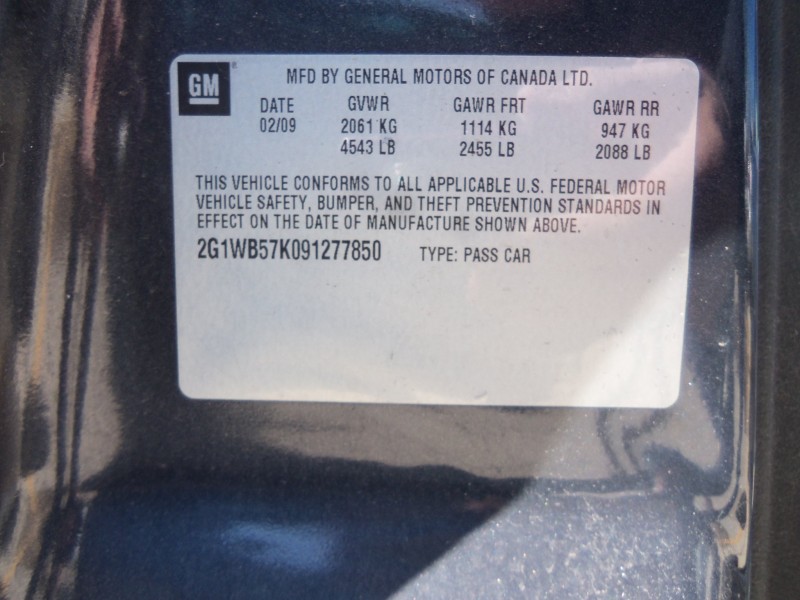 GM
MFD BY GENERAL MOTORS OF CANADA LTD.
DATE GVWR GAWR FRT GAWR RR
02/09 2061 KG 1114 KG 947 KG
4543 LB 2455 LB 2088 LB
THIS VEHICLE CONFORMS TO ALL APPLICABLE U.S. FEDERAL MOTOR
VEHICLE SAFETY, BUMPER, AND THEFT PREVENTION STANDARDS IN
EFFECT ON THE DATE OF MANUFACTURE SHOWN ABOVE.
2G1WB57K091277850 TYPE: PASS CAR